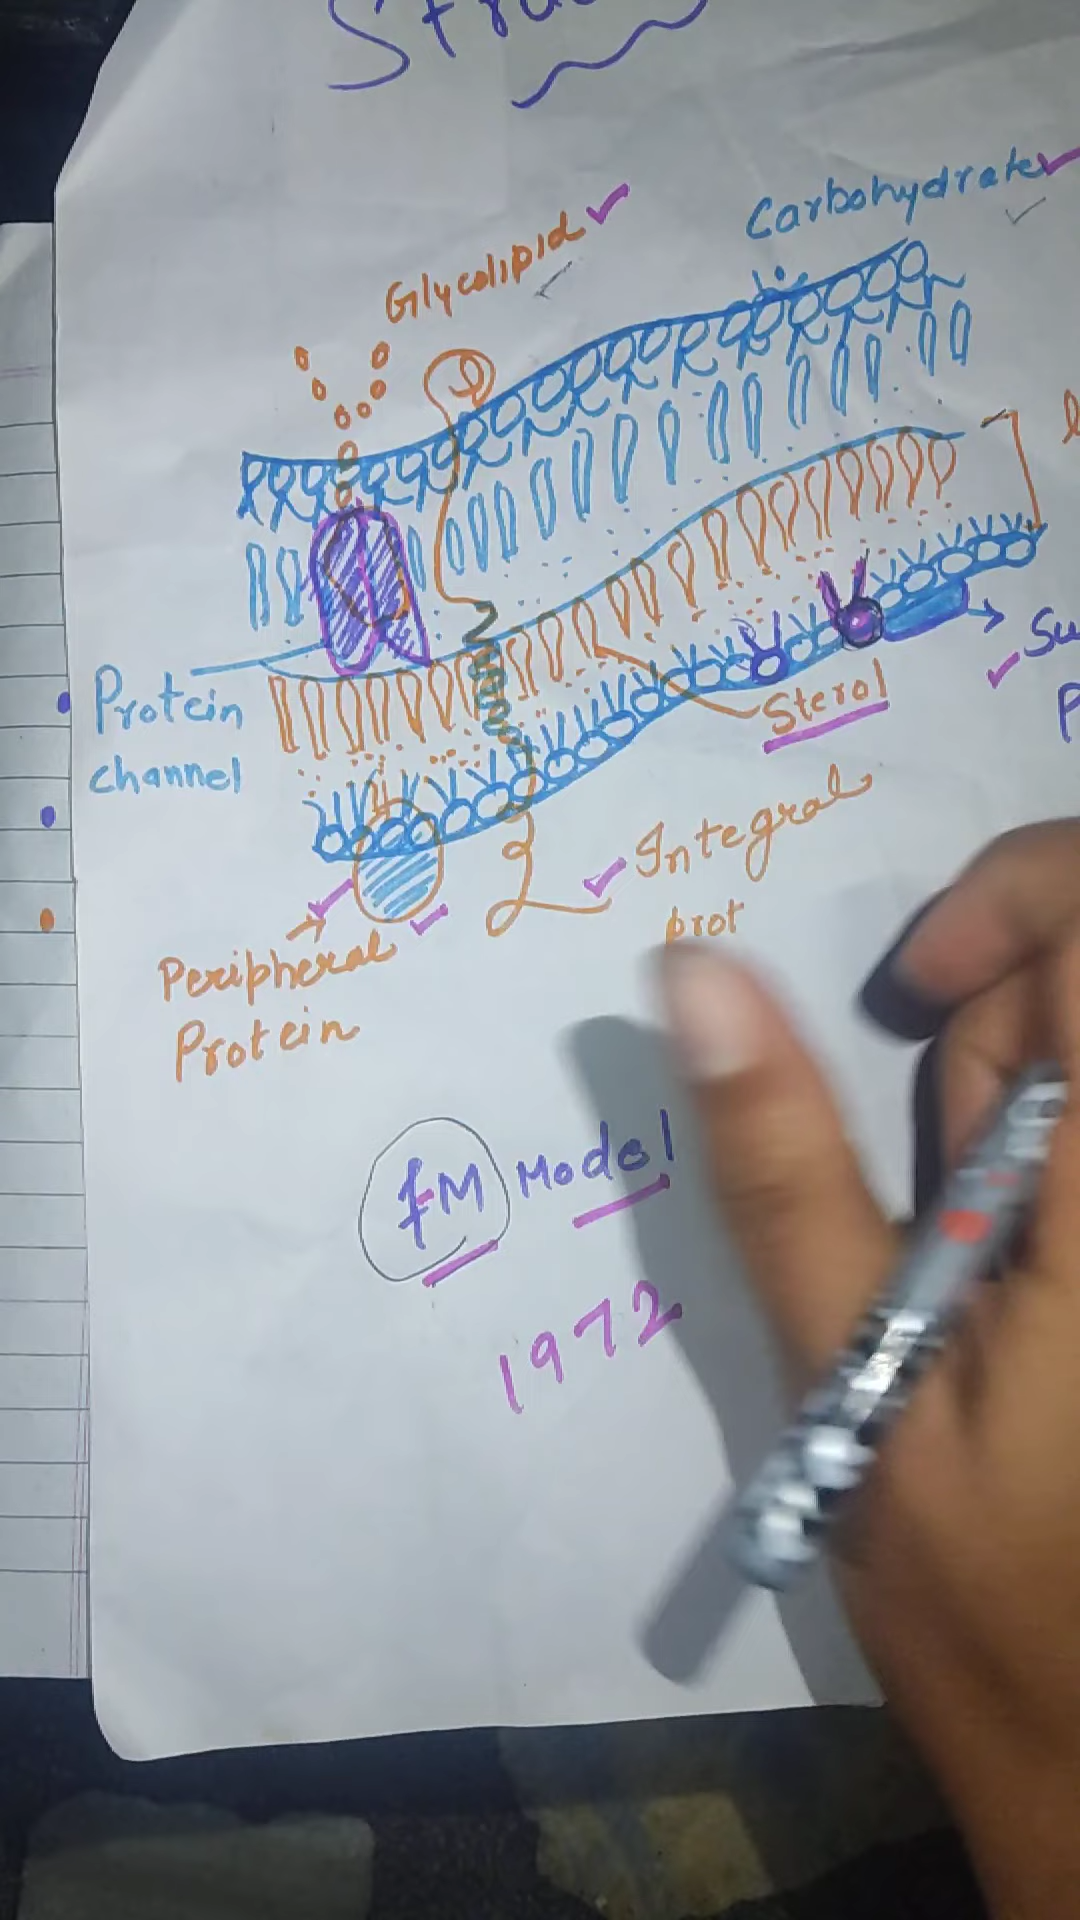 Glycolipid
Carbohydrate
Protein
channel
Sterol
Integral
prot
Peripheral
Protein
fM Model
1972